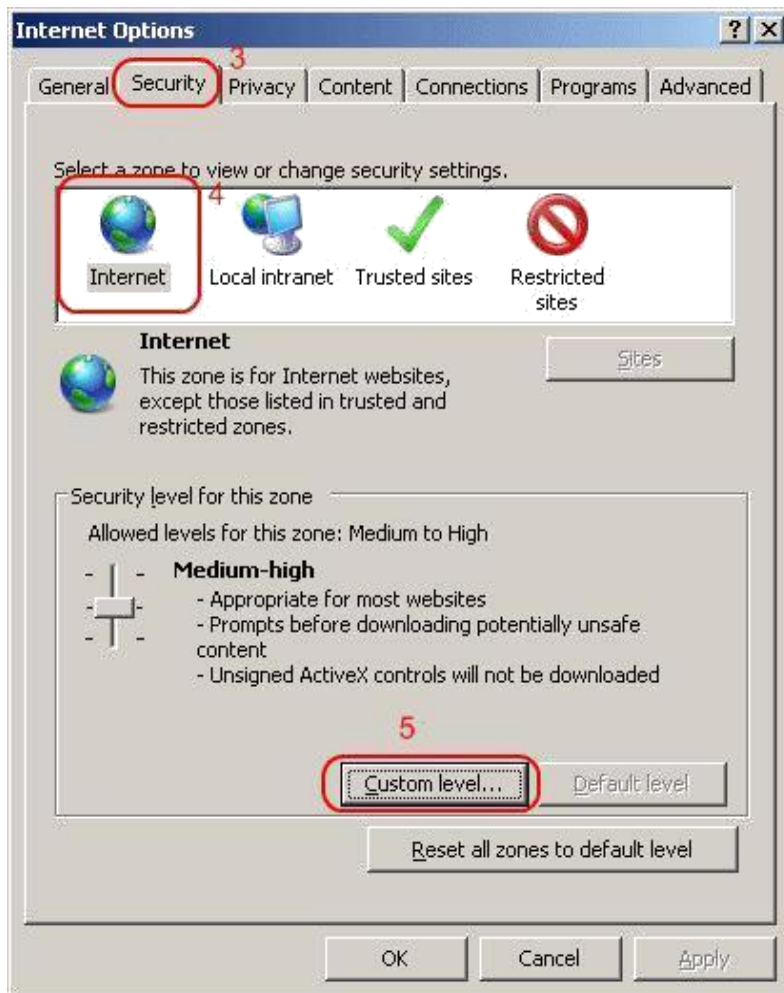 Internet Options
3
General Security Privacy Content Connections Programs Advanced
Select a zone to view or change security settings.
4
Internet Local intranet Trusted sites Restricted
sites
Internet
Sites
This zone is for Internet websites,
except those listed in trusted and
restricted zones.
Security level for this zone
Allowed levels for this zone: Medium to High
Medium-high
- Appropriate for most websites
- Prompts before downloading potentially unsafe
content
- Unsigned ActiveX controls will not be downloaded
5
Custom level... Default level
Reset all zones to default level
OK Cancel Apply